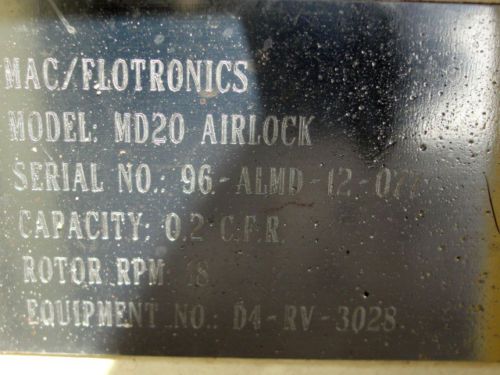 MAC/FLOTRONICS
MODEL: MD20 AIRLOCK
SERIAL NO.: 96-ALMD-12-077
CAPACITY: 0.2 C.F.R.
ROTOR RPM 18
EQUIPMENT NO.: D4-RV-3028